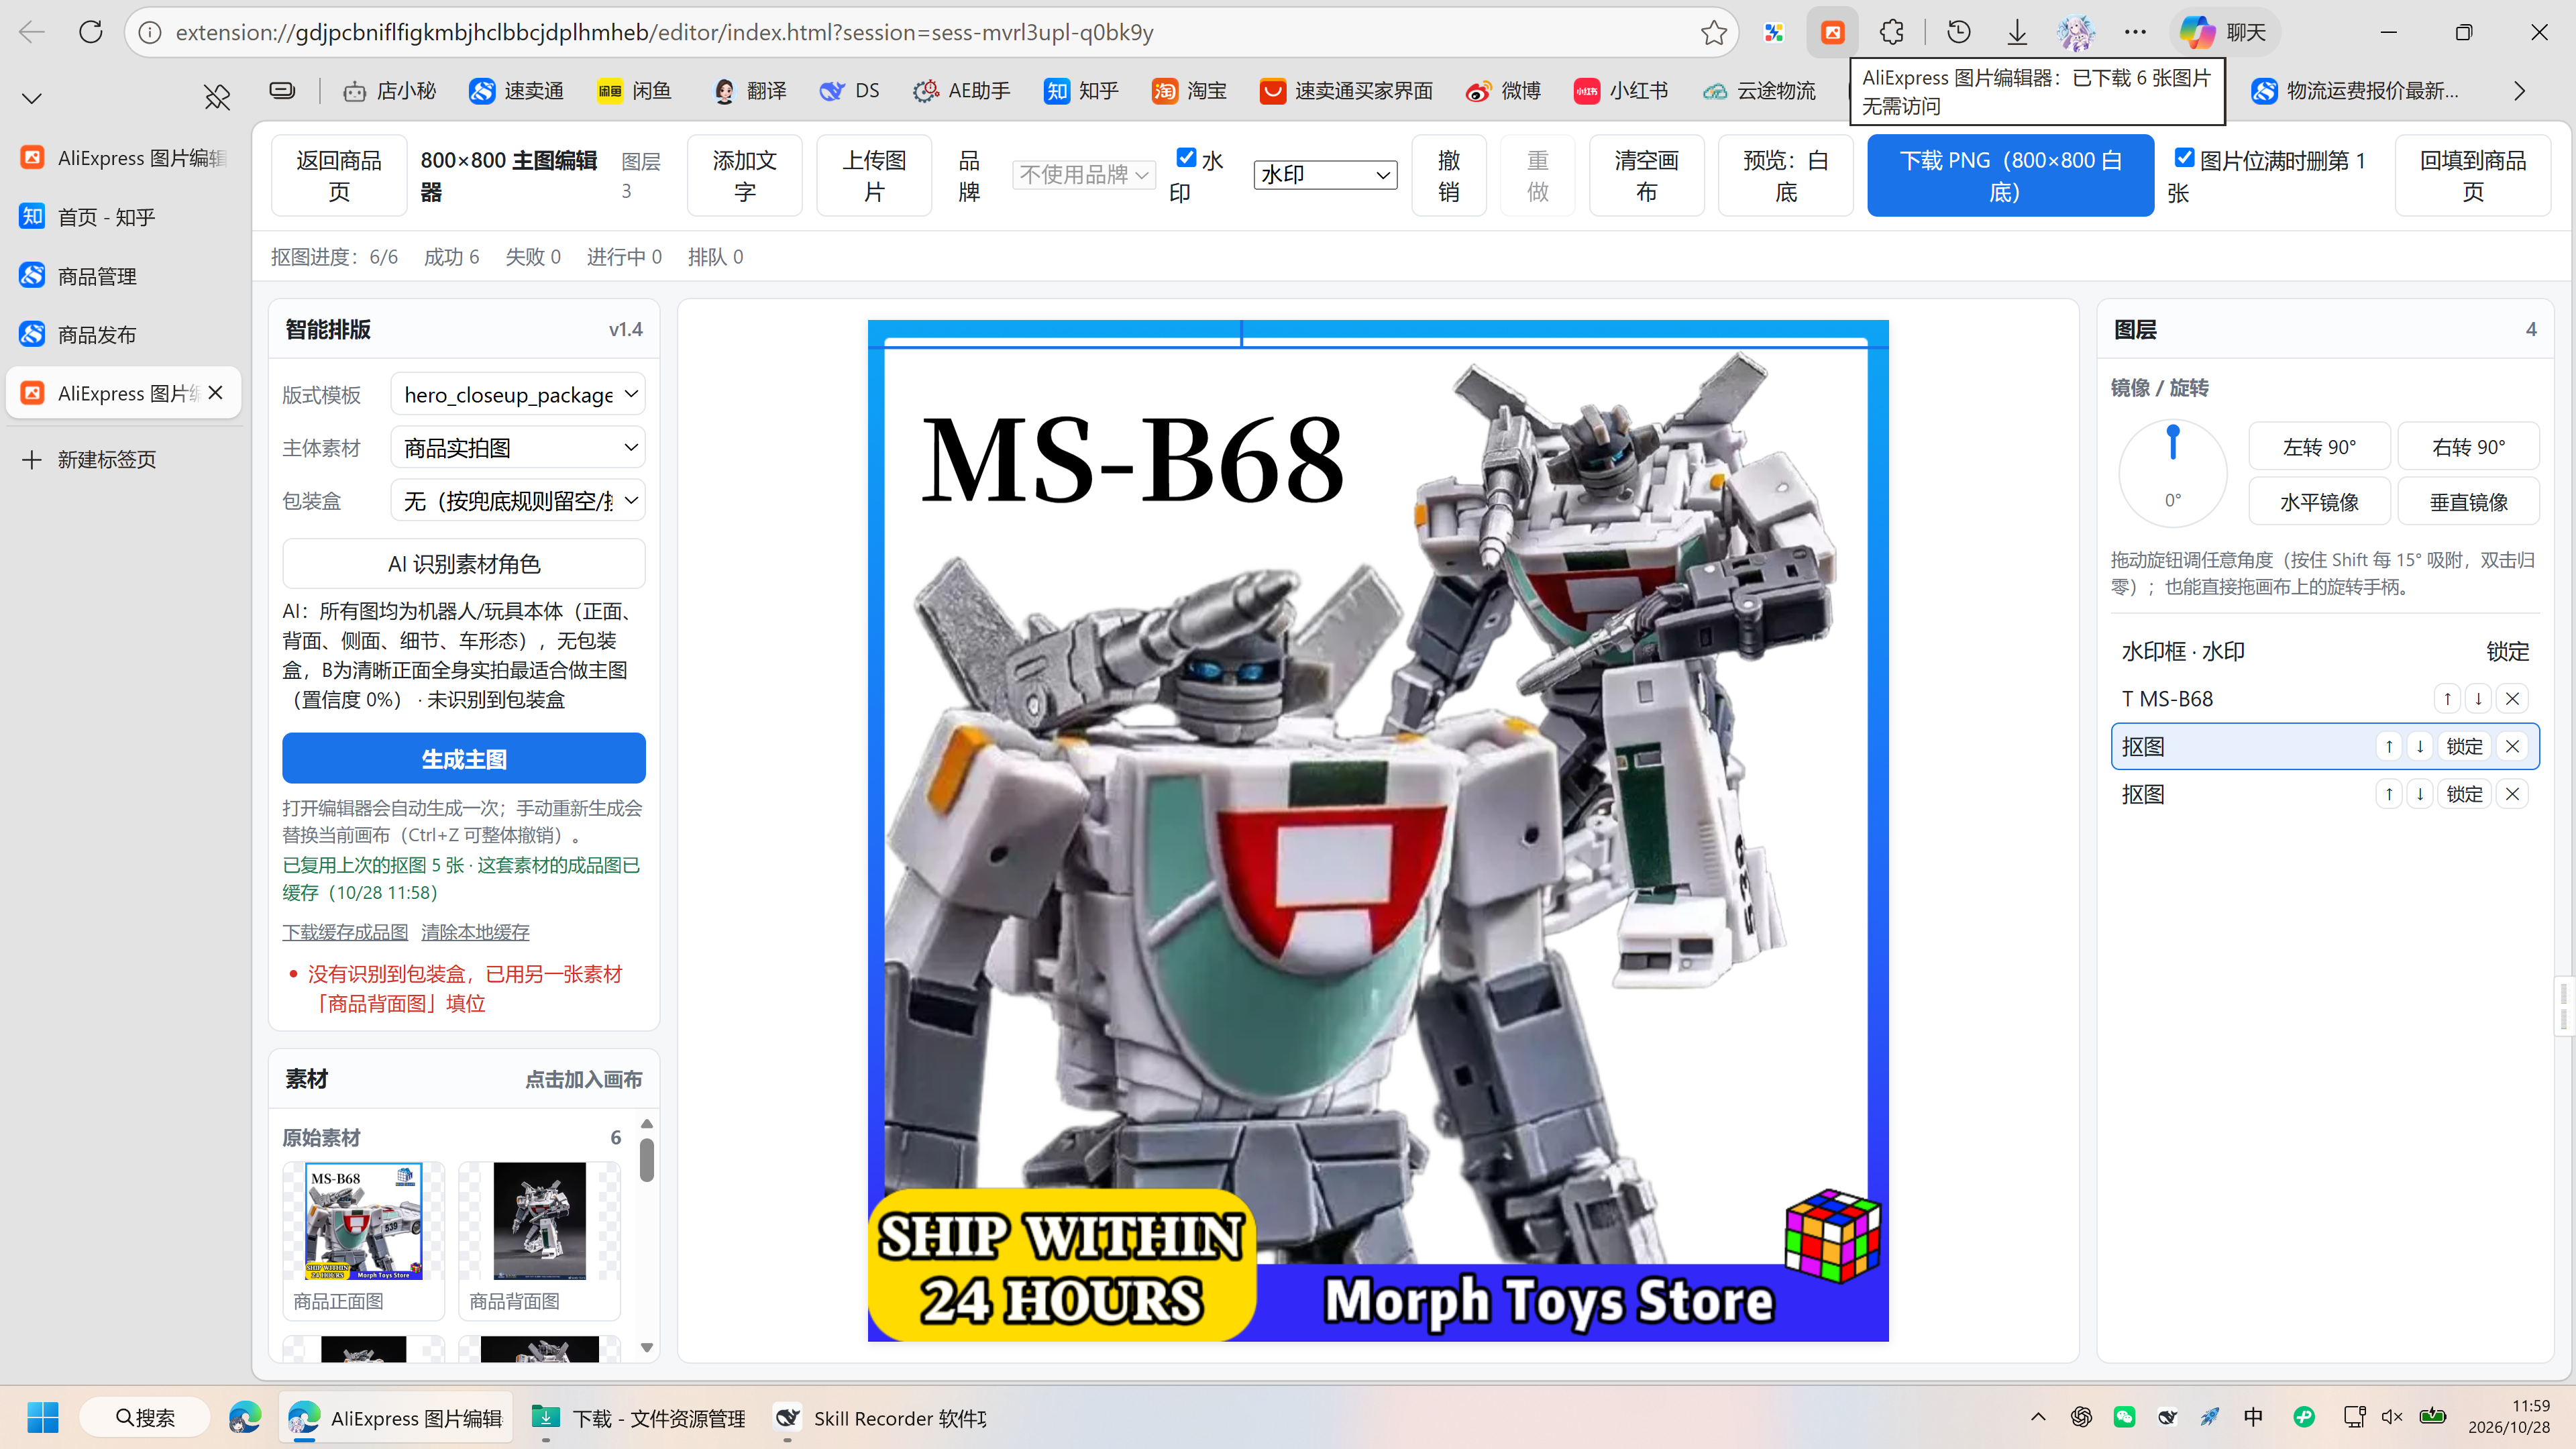 extension://gdjpcbniflfigkmbjhclbbcjdplhmheb/editor/index.html?session=sess-mvrl3upl-q0bk9y
聊天
店小秘
速卖通
闲鱼
翻译
DS
AE助手
知乎
淘宝
速卖通买家界面
微博
小红书
云途物流
物流运费报价最新...
AliExpress 图片编辑器：已下载 6 张图片
无需访问
AliExpress 图片编辑
首页 - 知乎
商品管理
商品发布
AliExpress 图片编
新建标签页
返回商品页
800×800 主图编辑器
图层 3
添加文字
上传图片
品牌
不使用品牌
水印
水印
撤销
重做
清空画布
预览：白底
下载 PNG（800×800 白底）
图片位满时删第 1 张
回填到商品页
抠图进度：6/6 成功 6 失败 0 进行中 0 排队 0
智能排版 v1.4
版式模板 hero_closeup_package
主体素材 商品实拍图
包装盒 无（按兜底规则留空/
AI 识别素材角色
AI：所有图均为机器人/玩具本体（正面、
背面、侧面、细节、车形态），无包装
盒，B为清晰正面全身实拍最适合做主图
（置信度 0%） · 未识别到包装盒
生成主图
打开编辑器会自动生成一次；手动重新生成会
替换当前画布（Ctrl+Z 可整体撤销）。
已复用上次的抠图 5 张 · 这套素材的成品图已
缓存（10/28 11:58）
下载缓存成品图 清除本地缓存
没有识别到包装盒，已用另一张素材
「商品背面图」填位
素材 点击加入画布
原始素材 6
MS-B68
539
SHIP WITHIN
24 HOURS
Morph Toys Store
商品正面图
商品背面图
MS-B68
SHIP WITHIN
24 HOURS
Morph Toys Store
图层 4
镜像 / 旋转
0°
左转 90°
右转 90°
水平镜像
垂直镜像
拖动旋钮调任意角度（按住 Shift 每 15° 吸附，双击归
零）；也能直接拖画布上的旋转手柄。
水印框 · 水印 锁定
T MS-B68 ↑ ↓ ✕
抠图 ↑ ↓ 锁定 ✕
抠图 ↑ ↓ 锁定 ✕
搜索
AliExpress 图片编辑
下载 - 文件资源管理
Skill Recorder 软件
中
11:59
2026/10/28